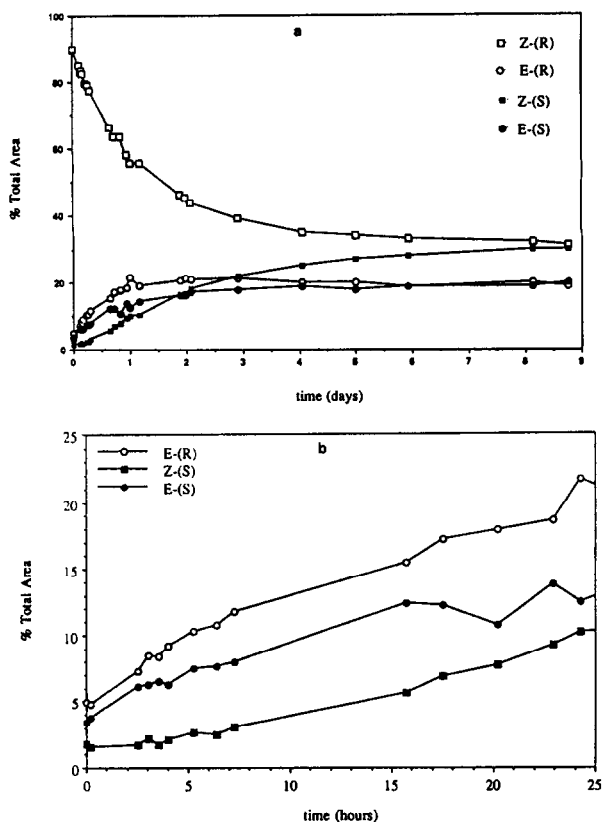 a
Z-(R)
E-(R)
Z-(S)
E-(S)
100
80
60
40
20
0
% Total Area
0 1 2 3 4 5 6 7 8 9
time (days)
b
E-(R)
Z-(S)
E-(S)
25
20
15
10
5
0
% Total Area
0 5 10 15 20 25
time (hours)